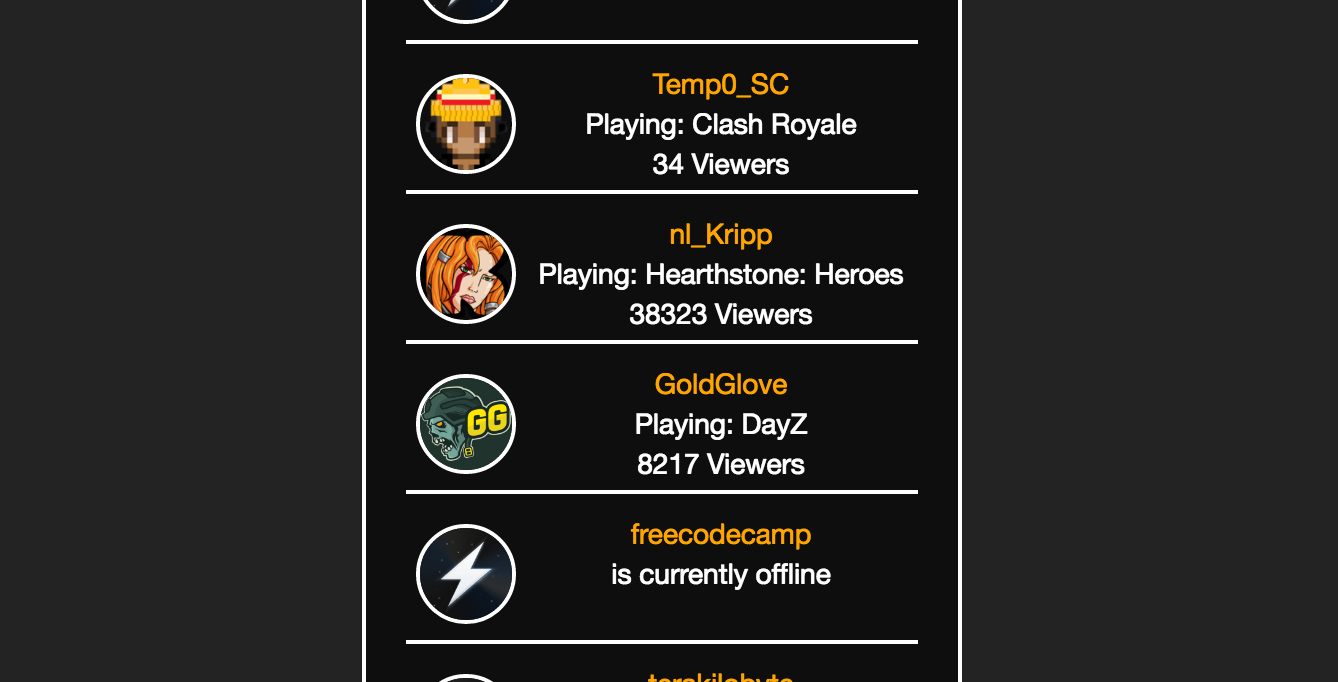 Temp0_SC
Playing: Clash Royale
34 Viewers
nl_Kripp
Playing: Hearthstone: Heroes
38323 Viewers
GoldGlove
Playing: DayZ
8217 Viewers
GG
freecodecamp
is currently offline